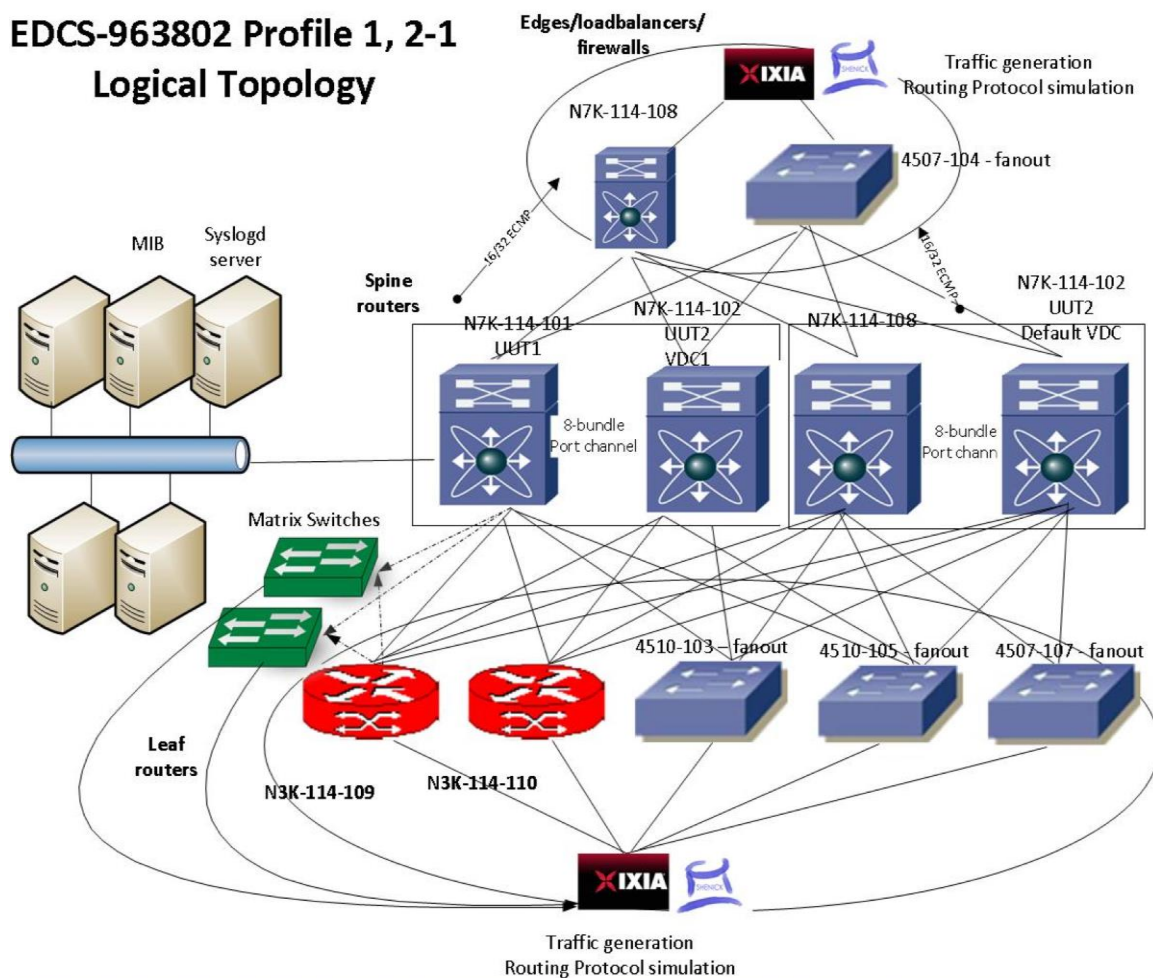 EDCS-963802 Profile 1, 2-1
Logical Topology
Edges/loadbalancers/
firewalls
IXIA
SHENICK
Traffic generation
Routing Protocol simulation
N7K-114-108
4507-104 - fanout
16/32 ECMP
16/32 ECMP
MIB
Syslogd
server
Spine
routers
N7K-114-101
UUT1
N7K-114-102
UUT2
VDC1
N7K-114-108
N7K-114-102
UUT2
Default VDC
8-bundle
Port channel
8-bundle
Port chann
Matrix Switches
4510-103 – fanout
4510-105 - fanout
4507-107 - fanout
Leaf
routers
N3K-114-109
N3K-114-110
IXIA
SHENICK
Traffic generation
Routing Protocol simulation